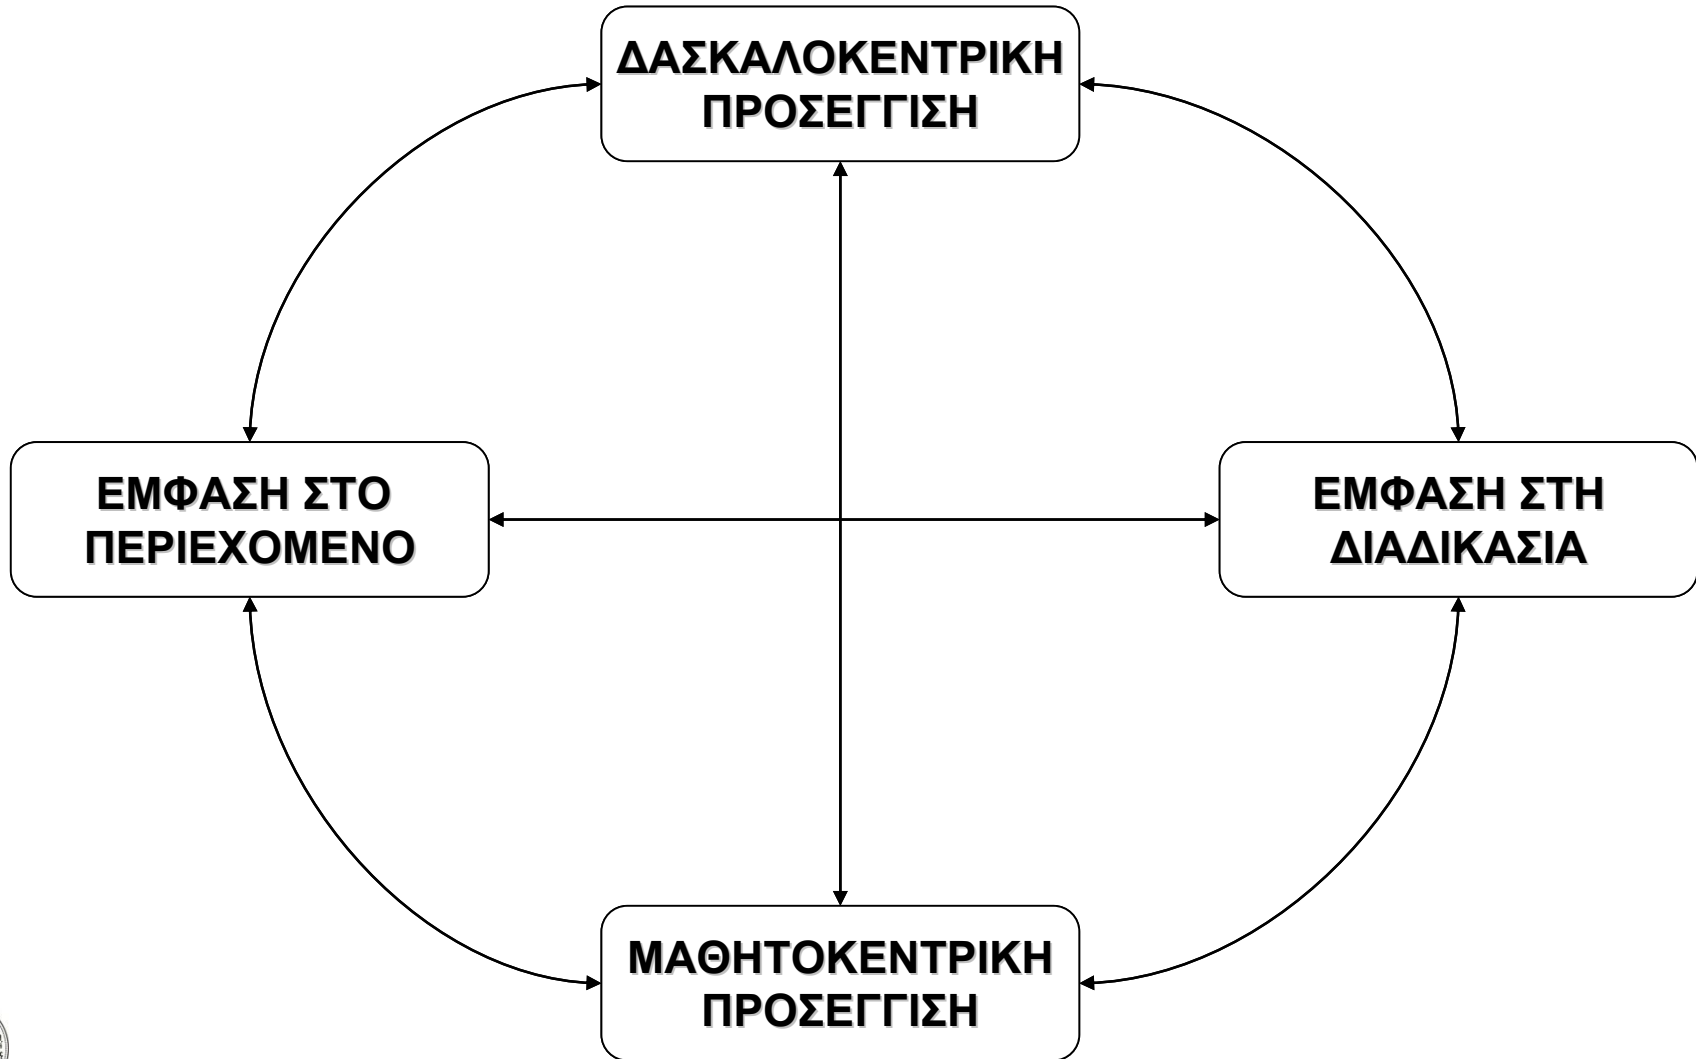 ΔΑΣΚΑΛΟΚΕΝΤΡΙΚΗ
ΠΡΟΣΕΓΓΙΣΗ
ΕΜΦΑΣΗ ΣΤΟ
ΠΕΡΙΕΧΟΜΕΝΟ
ΕΜΦΑΣΗ ΣΤΗ
ΔΙΑΔΙΚΑΣΙΑ
ΜΑΘΗΤΟΚΕΝΤΡΙΚΗ
ΠΡΟΣΕΓΓΙΣΗ